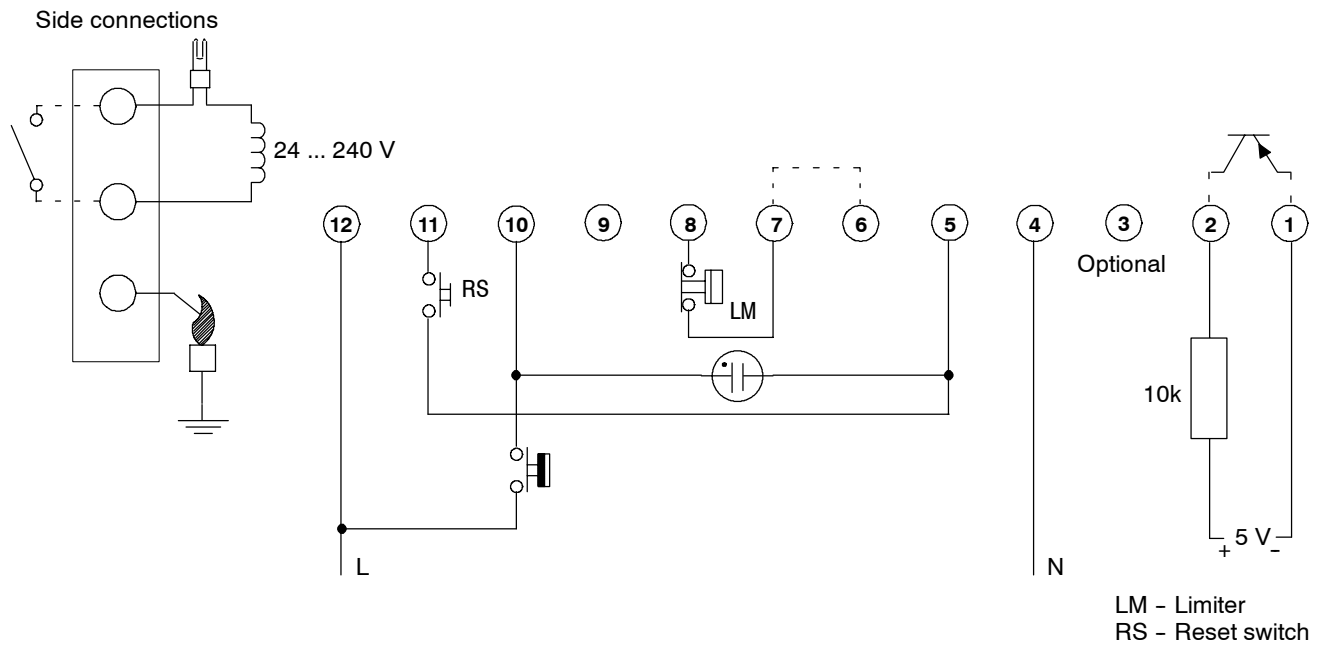 Side connections
24 ... 240 V
12 11 10 9 8 7 6 5 4 3 2 1
Optional
RS
LM
10k
+ 5 V -
L
N
LM - Limiter
RS - Reset switch